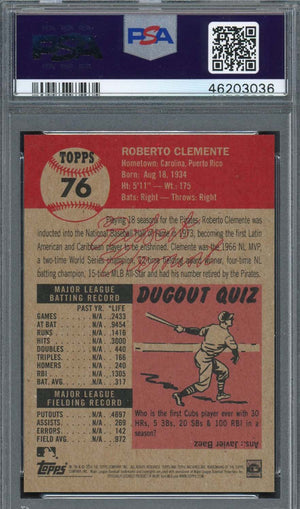 PSA
PSA
46203036
TOPPS
76
ROBERTO CLEMENTE
Hometown: Carolina, Puerto Rico
Born: Aug 18, 1934
Ht: 5'11" — Wt: 175
Bats: Right — Throws: Right
Playing 18 seasons for the Pirates, Roberto Clemente was
inducted into the National Baseball Hall of Fame in 1973, becoming the first Latin
American and Caribbean player to be enshrined. Clemente was the 1966 NL MVP,
a two-time World Series champion, 12-time fielding award honor, four-time NL
batting champion, 15-time MLB All-Star and had his number retired by the Pirates.
MAJOR LEAGUE
BATTING RECORD
PAST YR. *LIFE
GAMES N/A 2433
AT BAT N/A 9454
RUNS N/A 1416
HITS N/A 3000
DOUBLES N/A 440
TRIPLES N/A 166
HOMERS N/A 240
RBI N/A 1305
BAT. AVG. N/A .317
MAJOR LEAGUE
FIELDING RECORD
PUTOUTS N/A 4697
ASSISTS N/A 269
ERRORS N/A 142
FIELD AV. N/A .972
DUGOUT QUIZ
Who is the first Cubs player ever with 30
HRs, 5 3Bs, 20 SBs & 100 RBI in a
season?
Ans: Javier Baez
topps